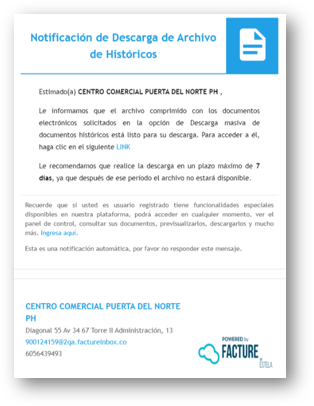 Notificación de Descarga de Archivo
de Históricos
Estimado(a) CENTRO COMERCIAL PUERTA DEL NORTE PH ,
Le informamos que el archivo comprimido con los documentos
electrónicos solicitados en la opción de Descarga masiva de
documentos históricos está listo para su descarga. Para acceder a él,
haga clic en el siguiente LINK
Le recomendamos que realice la descarga en un plazo máximo de 7
días, ya que después de ese período el archivo no estará disponible.
Recuerde que si usted es usuario registrado tiene funcionalidades especiales
disponibles en nuestra plataforma, podrá acceder en cualquier momento, ver el
panel de control, consultar sus documentos, previsualizarlos, descargarlos y mucho
más. Ingresa aquí.
Esta es una notificación automática, por favor no responder este mensaje.
CENTRO COMERCIAL PUERTA DEL NORTE
PH
Diagonal 55 Av 34 67 Torre II Administración, 13
900124159@2qa.factureinbox.co
6056439493
POWERED by
FACTURE
BY ESTELA